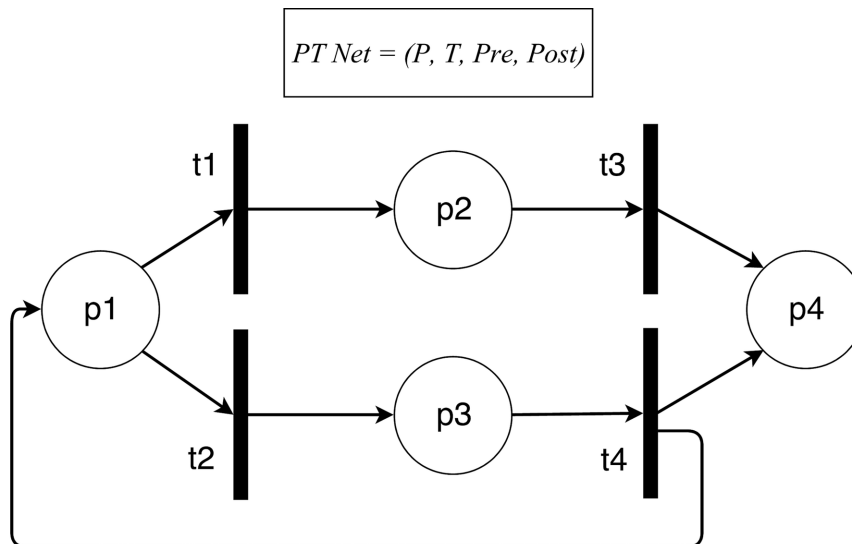 PT Net = (P, T, Pre, Post)
t1
p2
t3
p1
p4
t2
p3
t4